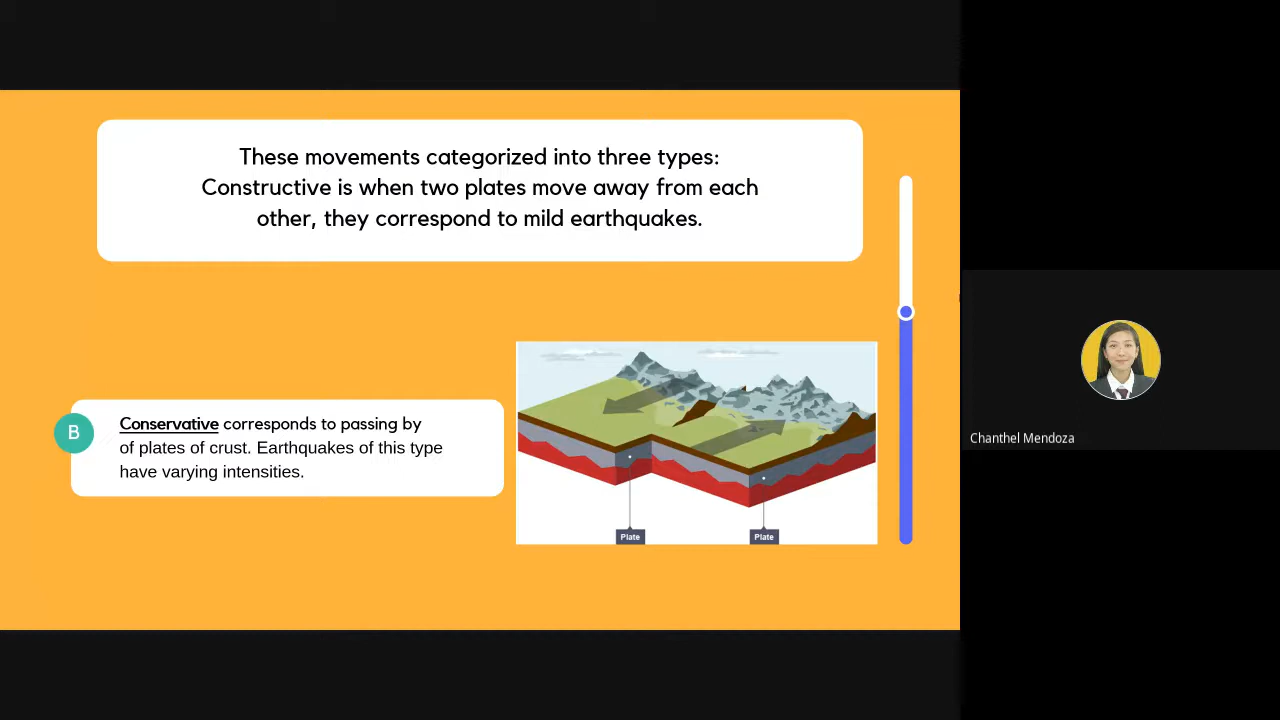 These movements categorized into three types:
Constructive is when two plates move away from each
other, they correspond to mild earthquakes.
B
Conservative corresponds to passing by
of plates of crust. Earthquakes of this type
have varying intensities.
Plate
Plate
Chanthel Mendoza